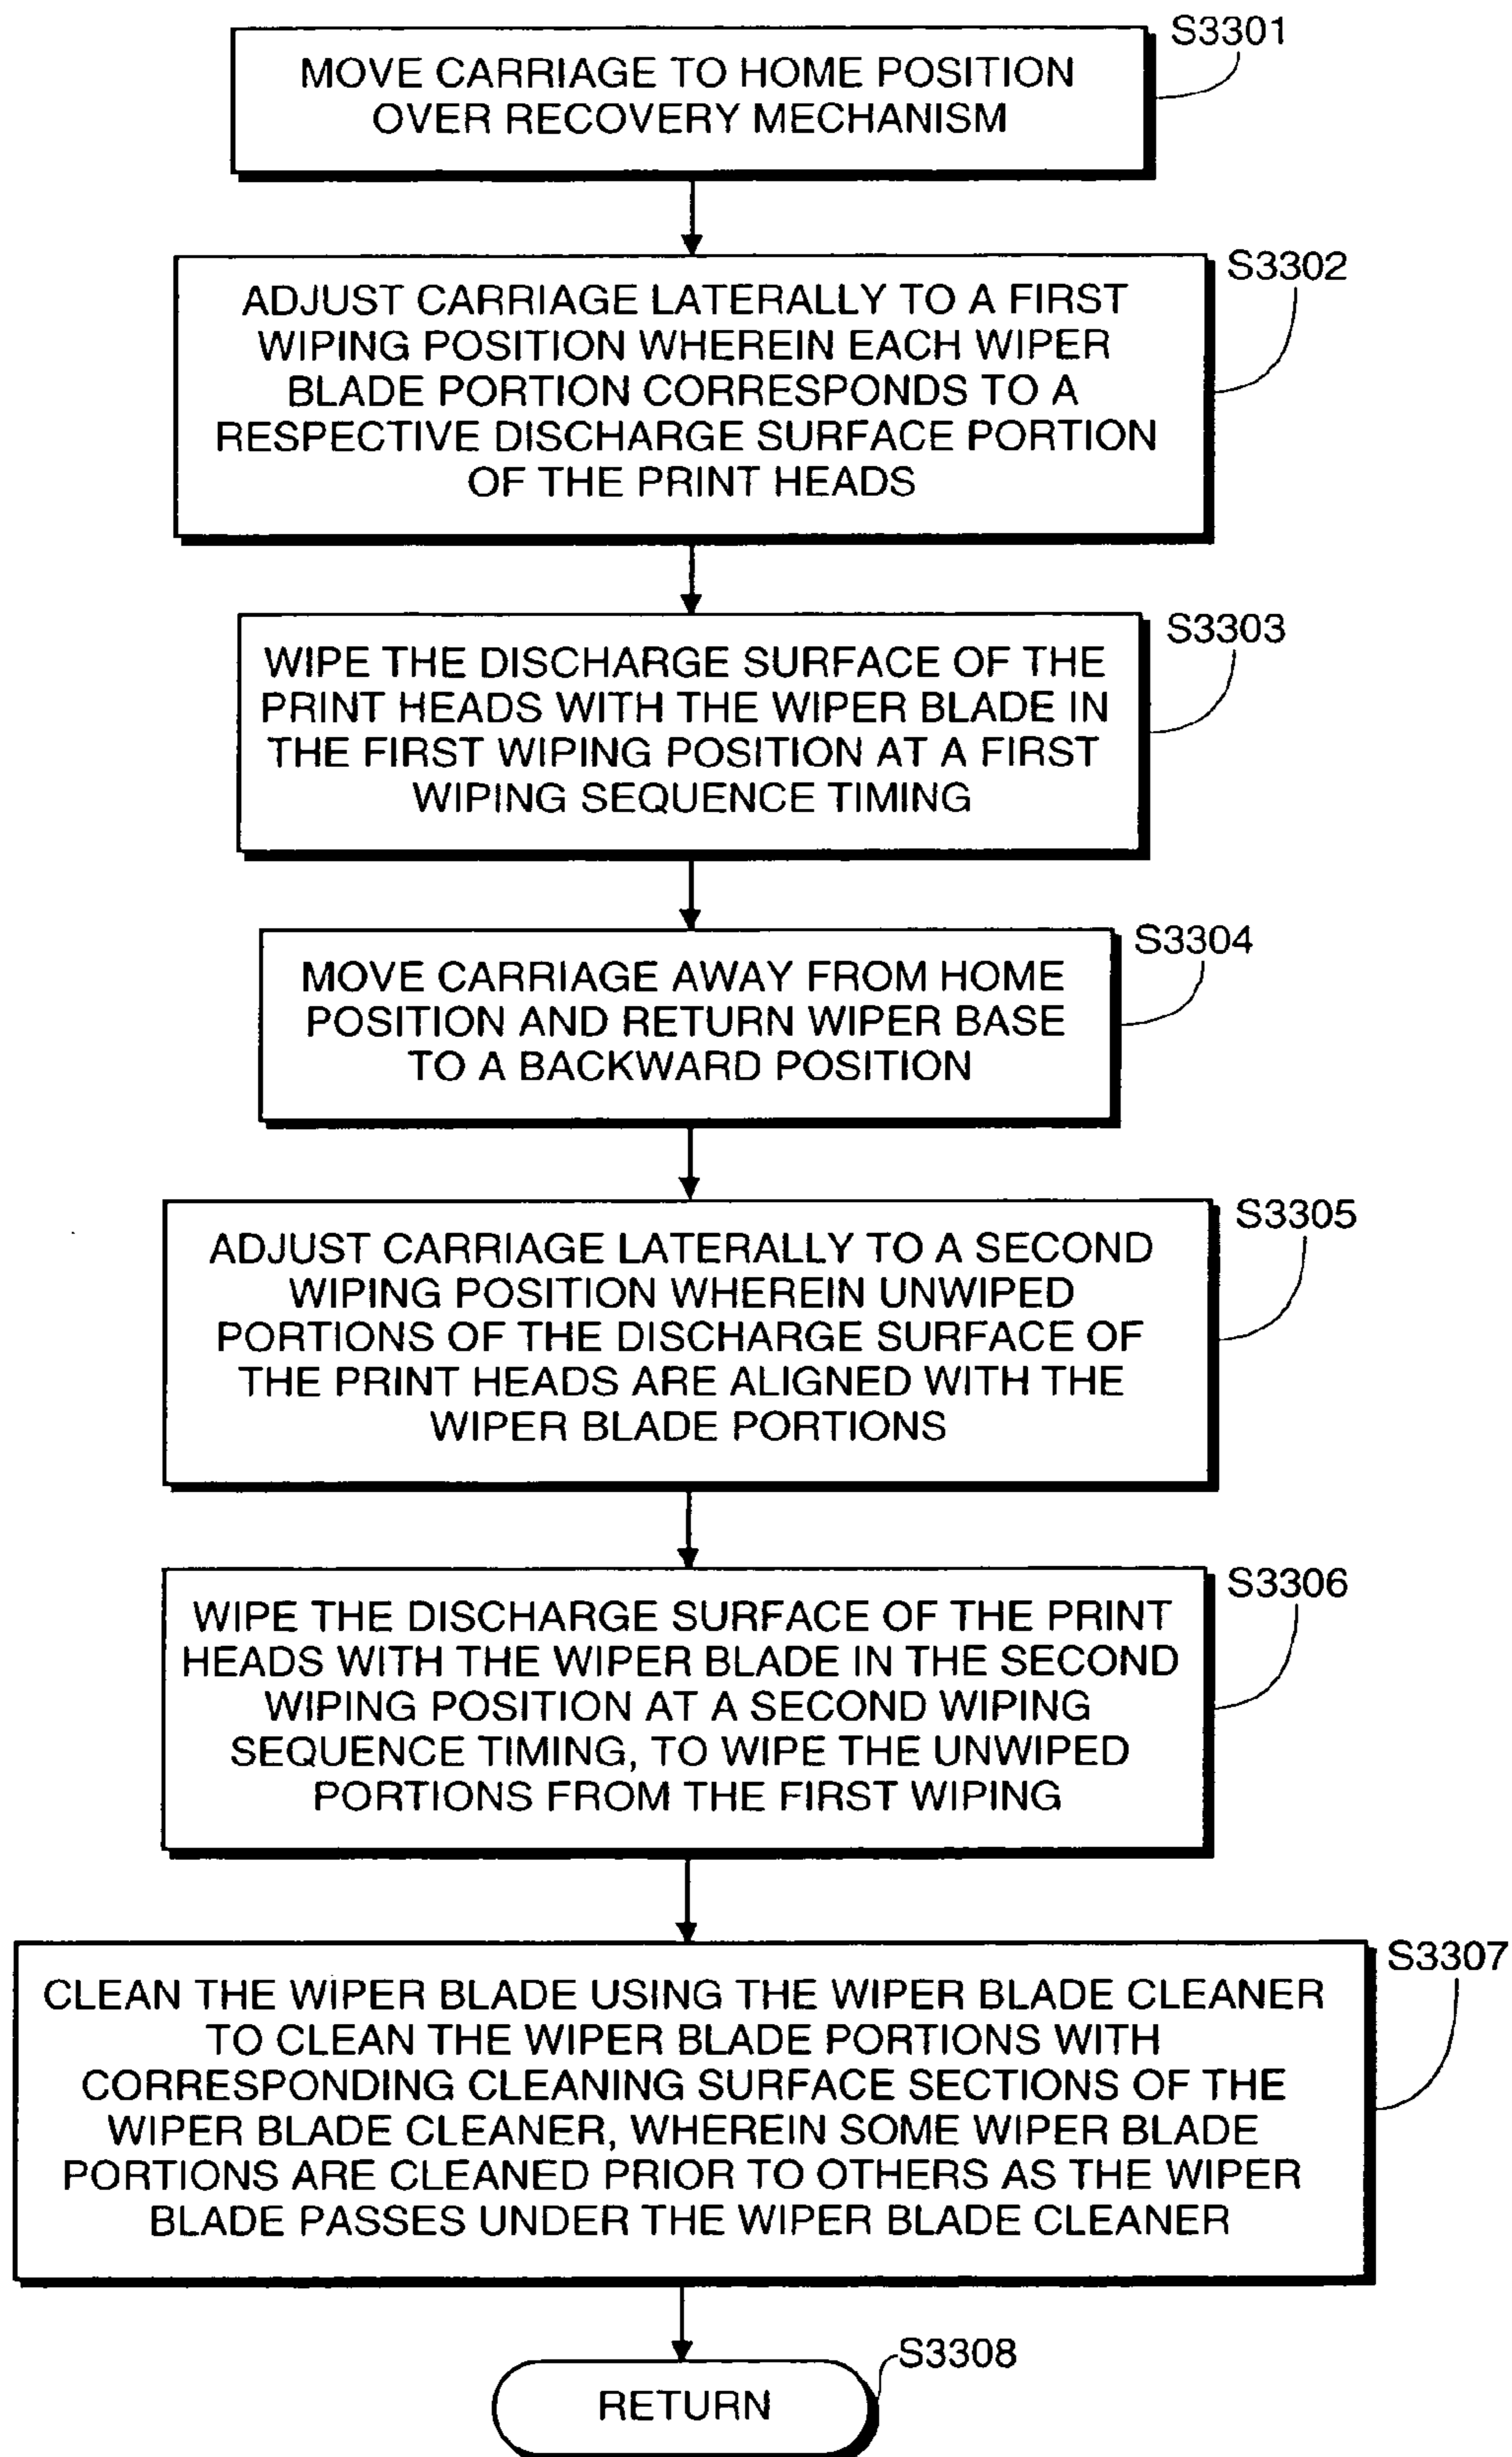 S3301
MOVE CARRIAGE TO HOME POSITION
OVER RECOVERY MECHANISM
S3302
ADJUST CARRIAGE LATERALLY TO A FIRST
WIPING POSITION WHEREIN EACH WIPER
BLADE PORTION CORRESPONDS TO A
RESPECTIVE DISCHARGE SURFACE PORTION
OF THE PRINT HEADS
S3303
WIPE THE DISCHARGE SURFACE OF THE
PRINT HEADS WITH THE WIPER BLADE IN
THE FIRST WIPING POSITION AT A FIRST
WIPING SEQUENCE TIMING
S3304
MOVE CARRIAGE AWAY FROM HOME
POSITION AND RETURN WIPER BASE
TO A BACKWARD POSITION
S3305
ADJUST CARRIAGE LATERALLY TO A SECOND
WIPING POSITION WHEREIN UNWIPED
PORTIONS OF THE DISCHARGE SURFACE OF
THE PRINT HEADS ARE ALIGNED WITH THE
WIPER BLADE PORTIONS
S3306
WIPE THE DISCHARGE SURFACE OF THE PRINT
HEADS WITH THE WIPER BLADE IN THE SECOND
WIPING POSITION AT A SECOND WIPING
SEQUENCE TIMING, TO WIPE THE UNWIPED
PORTIONS FROM THE FIRST WIPING
S3307
CLEAN THE WIPER BLADE USING THE WIPER BLADE CLEANER
TO CLEAN THE WIPER BLADE PORTIONS WITH
CORRESPONDING CLEANING SURFACE SECTIONS OF THE
WIPER BLADE CLEANER, WHEREIN SOME WIPER BLADE
PORTIONS ARE CLEANED PRIOR TO OTHERS AS THE WIPER
BLADE PASSES UNDER THE WIPER BLADE CLEANER
S3308
RETURN